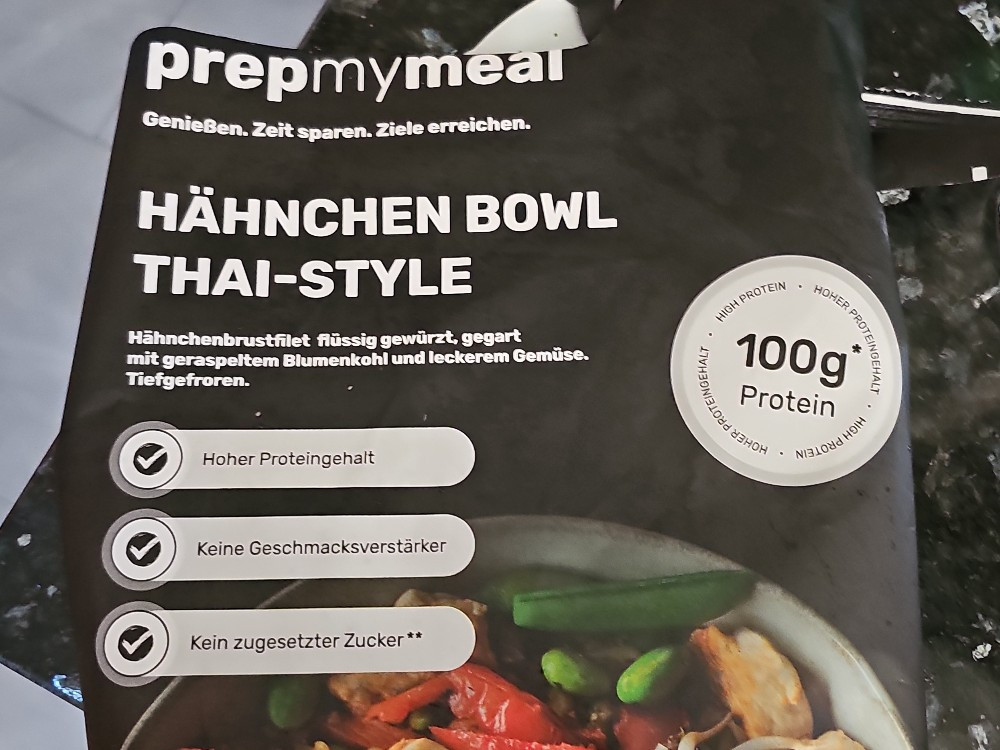 prepmymeal
Genießen. Zeit sparen. Ziele erreichen.
HÄHNCHEN BOWL
THAI-STYLE
Hähnchenbrustfilet flüssig gewürzt, gegart
mit geraspeltem Blumenkohl und leckerem Gemüse.
Tiefgefroren.
HIGH PROTEIN • HOHER PROTEINGEHALT • HIGH PROTEIN • HOHER PROTEINGEHALT •
100g*
Protein
Hoher Proteingehalt
Keine Geschmacksverstärker
Kein zugesetzter Zucker**